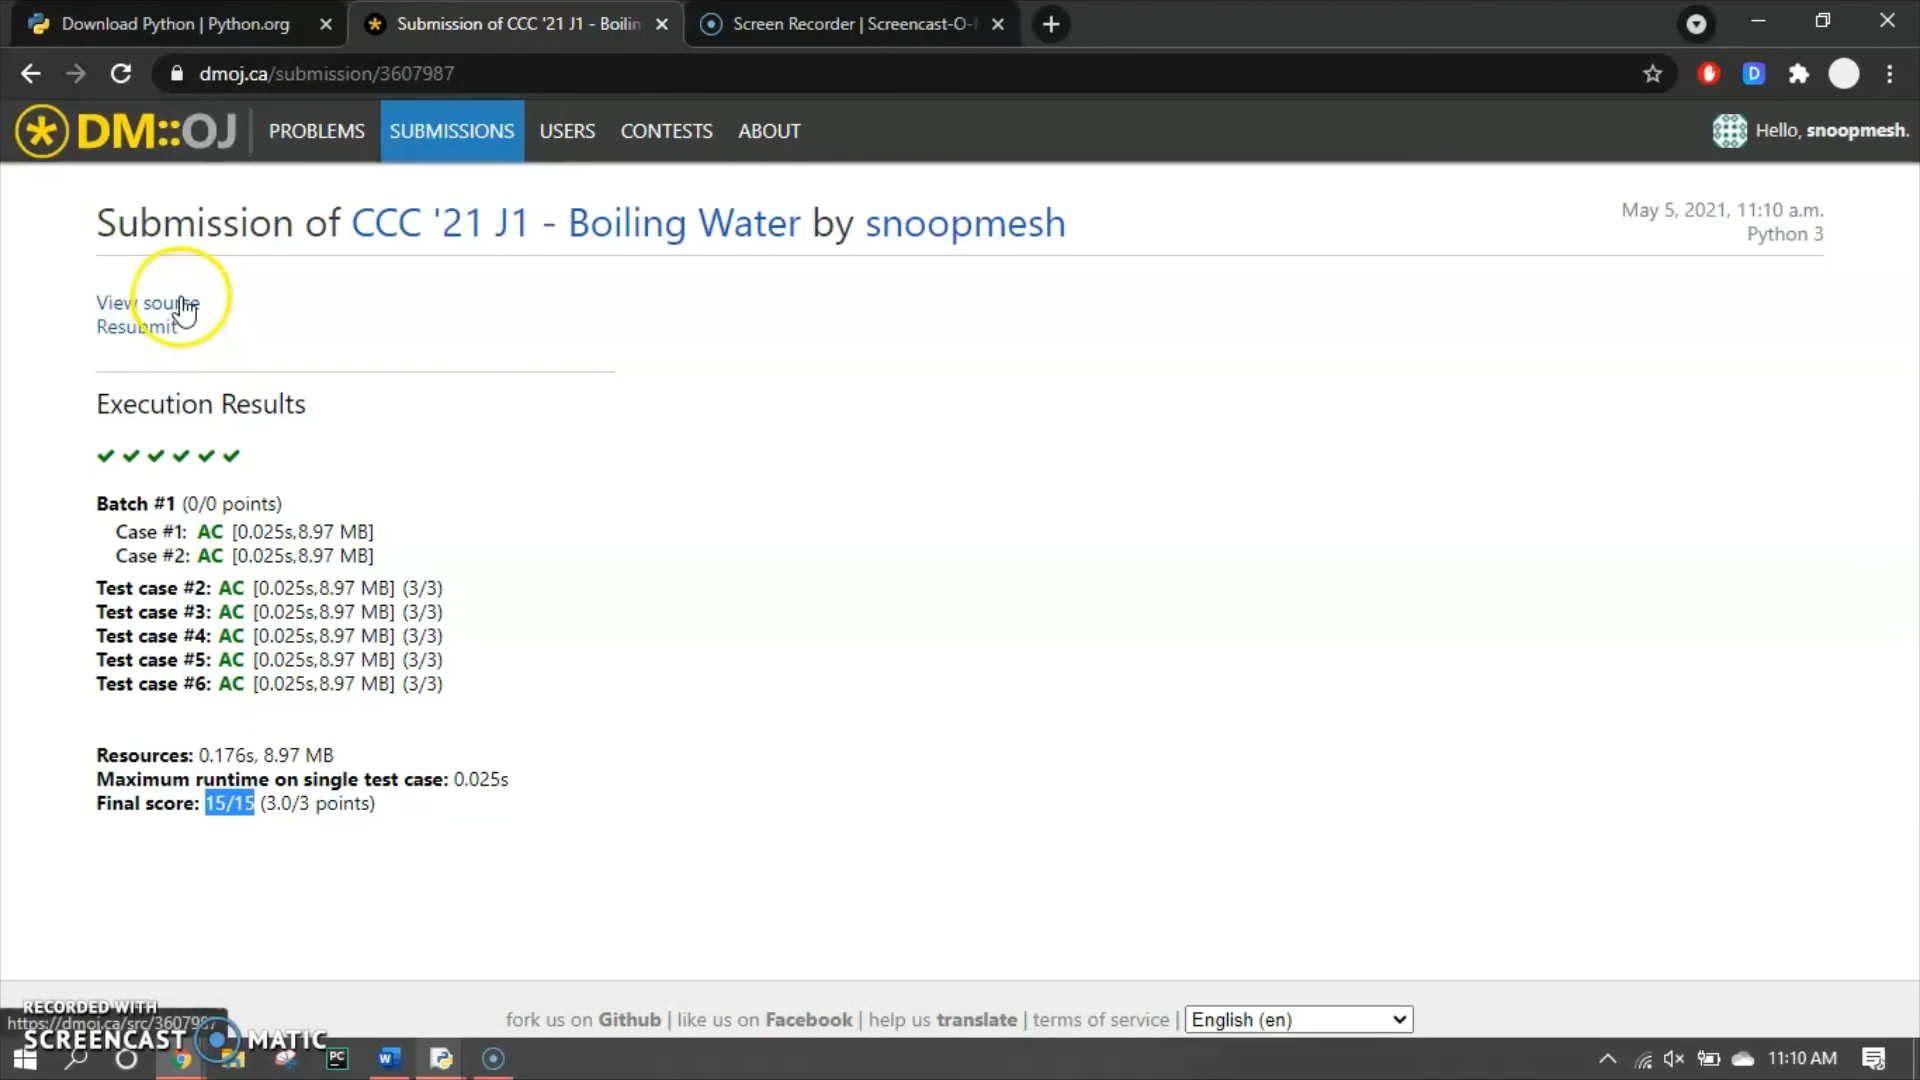 Download Python | Python.org
Submission of CCC '21 J1 - Boilin
Screen Recorder | Screencast-O-
dmoj.ca/submission/3607987
D
DM::OJ
PROBLEMS
SUBMISSIONS
USERS
CONTESTS
ABOUT
Hello, snoopmesh.
Submission of CCC '21 J1 - Boiling Water by snoopmesh
May 5, 2021, 11:10 a.m.
Python 3
View source
Resubmit
Execution Results
Batch #1 (0/0 points)
Case #1: AC [0.025s,8.97 MB]
Case #2: AC [0.025s,8.97 MB]
Test case #2: AC [0.025s,8.97 MB] (3/3)
Test case #3: AC [0.025s,8.97 MB] (3/3)
Test case #4: AC [0.025s,8.97 MB] (3/3)
Test case #5: AC [0.025s,8.97 MB] (3/3)
Test case #6: AC [0.025s,8.97 MB] (3/3)
Resources: 0.176s, 8.97 MB
Maximum runtime on single test case: 0.025s
Final score: 15/15 (3.0/3 points)
fork us on Github | like us on Facebook | help us translate | terms of service | English (en)
RECORDED WITH
https://dmoj.ca/src/3607987
SCREENCAST MATIC
PC
W
11:10 AM